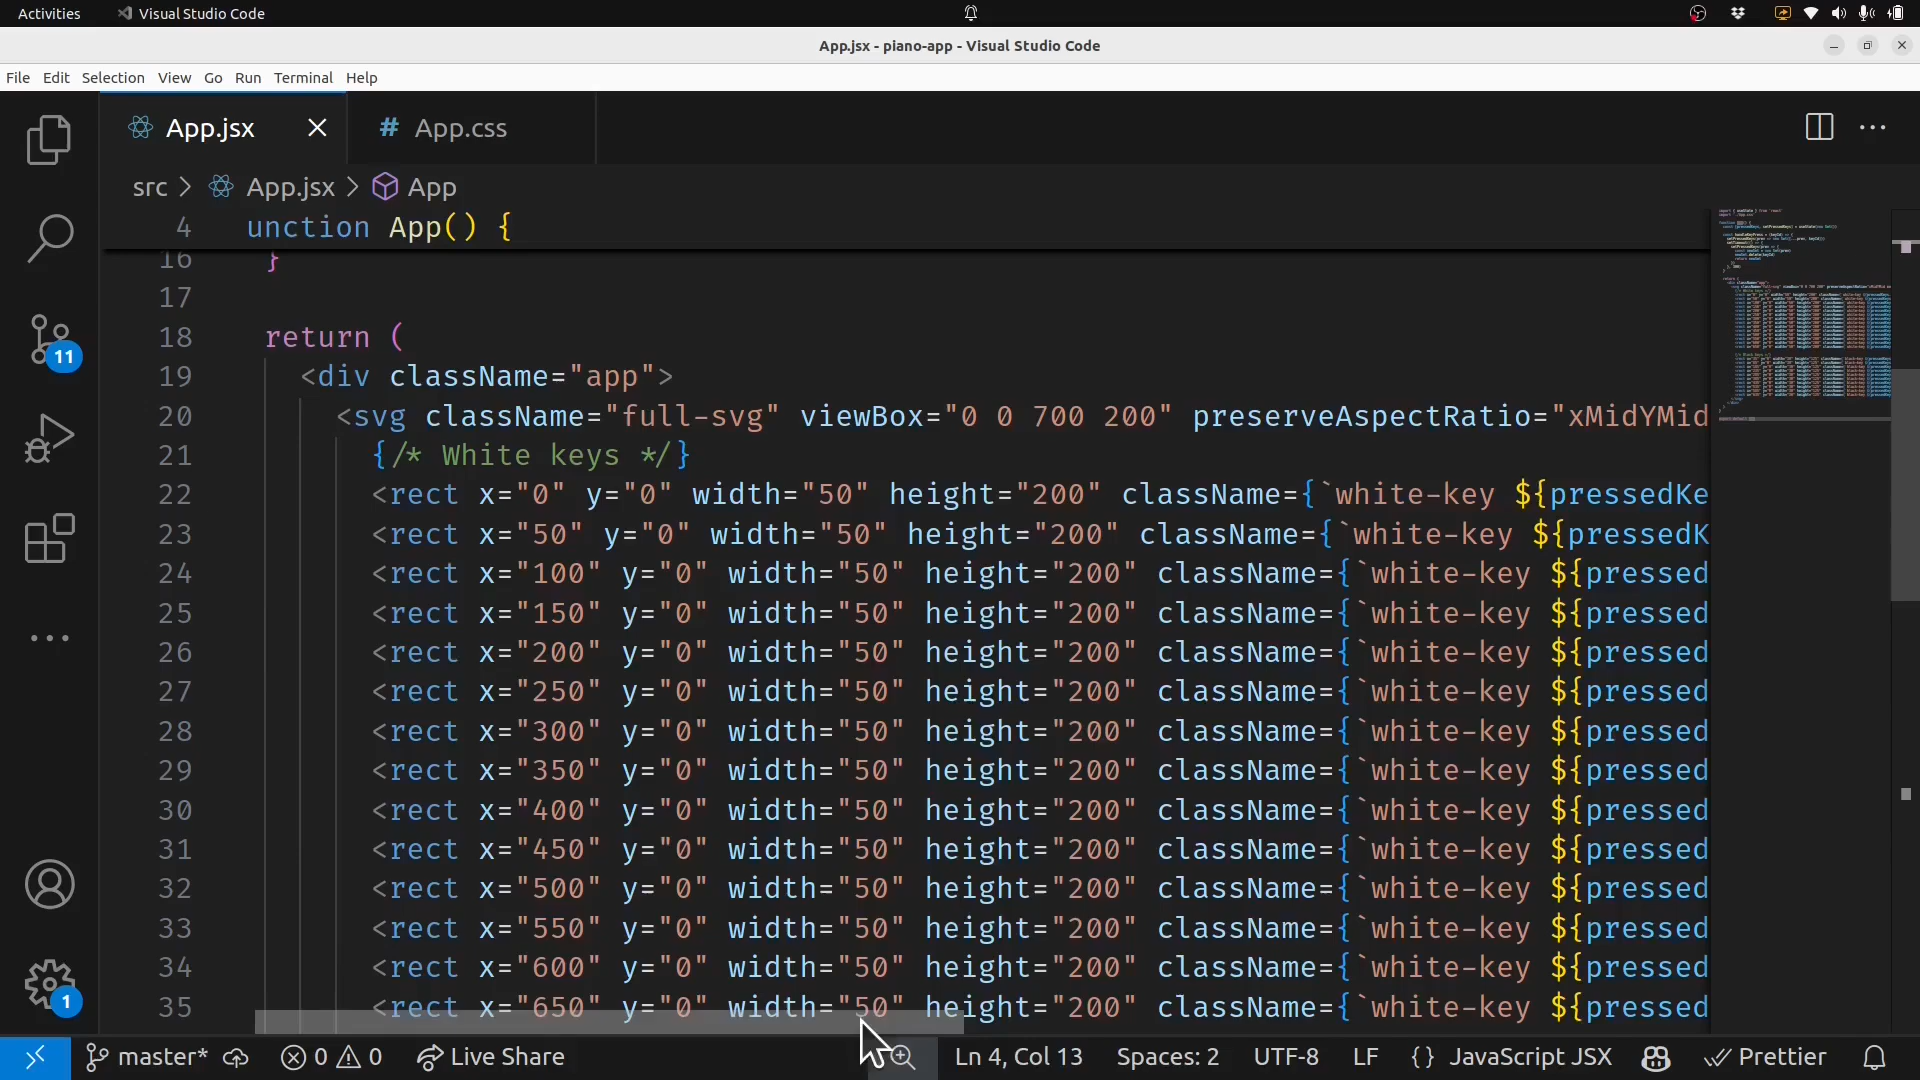 Activities Visual Studio Code
App.jsx - piano-app - Visual Studio Code
File Edit Selection View Go Run Terminal Help
App.jsx # App.css
src > App.jsx > App
4 unction App() {
16 }
17
18 return (
19 <div className="app">
20 <svg className="full-svg" viewBox="0 0 700 200" preserveAspectRatio="xMidYMid
21 {/* White keys */}
22 <rect x="0" y="0" width="50" height="200" className={`white-key ${pressedKe
23 <rect x="50" y="0" width="50" height="200" className={`white-key ${pressedK
24 <rect x="100" y="0" width="50" height="200" className={`white-key ${pressed
25 <rect x="150" y="0" width="50" height="200" className={`white-key ${pressed
26 <rect x="200" y="0" width="50" height="200" className={`white-key ${pressed
27 <rect x="250" y="0" width="50" height="200" className={`white-key ${pressed
28 <rect x="300" y="0" width="50" height="200" className={`white-key ${pressed
29 <rect x="350" y="0" width="50" height="200" className={`white-key ${pressed
30 <rect x="400" y="0" width="50" height="200" className={`white-key ${pressed
31 <rect x="450" y="0" width="50" height="200" className={`white-key ${pressed
32 <rect x="500" y="0" width="50" height="200" className={`white-key ${pressed
33 <rect x="550" y="0" width="50" height="200" className={`white-key ${pressed
34 <rect x="600" y="0" width="50" height="200" className={`white-key ${pressed
35 <rect x="650" y="0" width="50" height="200" className={`white-key ${pressed
11
1
master* 0 0 Live Share Ln 4, Col 13 Spaces: 2 UTF-8 LF {} JavaScript JSX Prettier